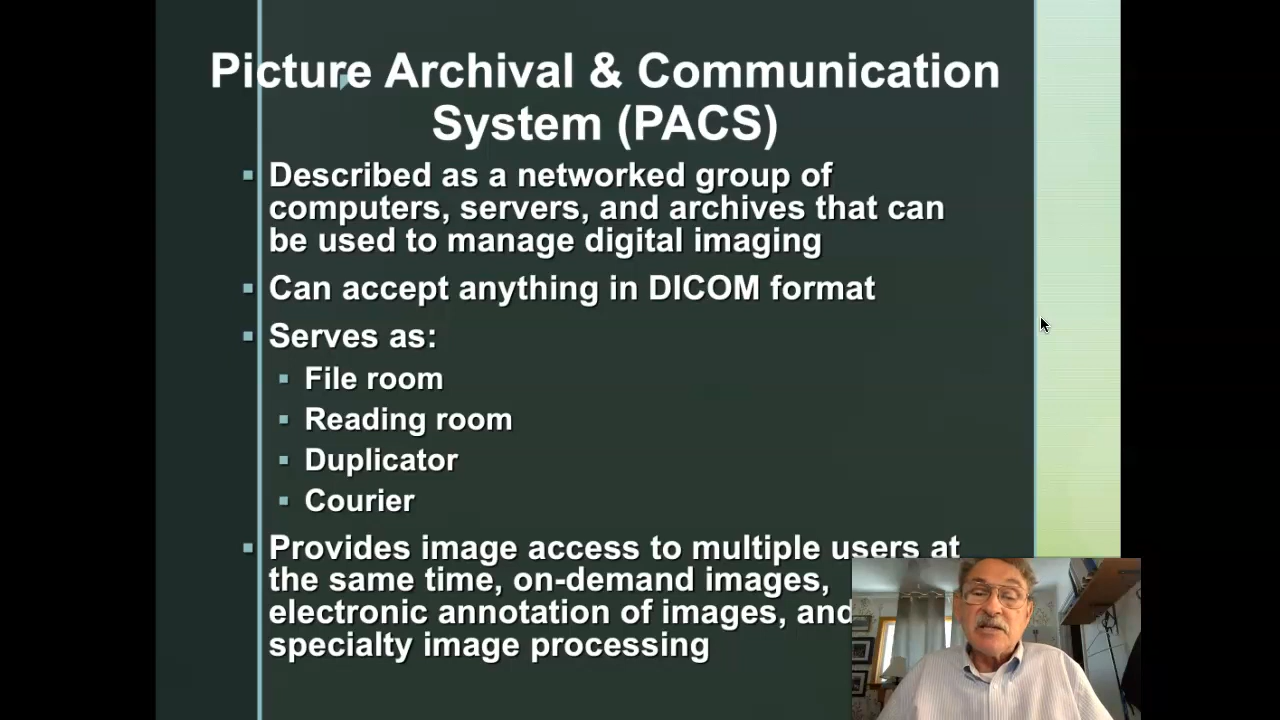 Picture Archival & Communication
System (PACS)
Described as a networked group of
computers, servers, and archives that can
be used to manage digital imaging
Can accept anything in DICOM format
Serves as:
File room
Reading room
Duplicator
Courier
Provides image access to multiple users at
the same time, on-demand images,
electronic annotation of images, and
specialty image processing